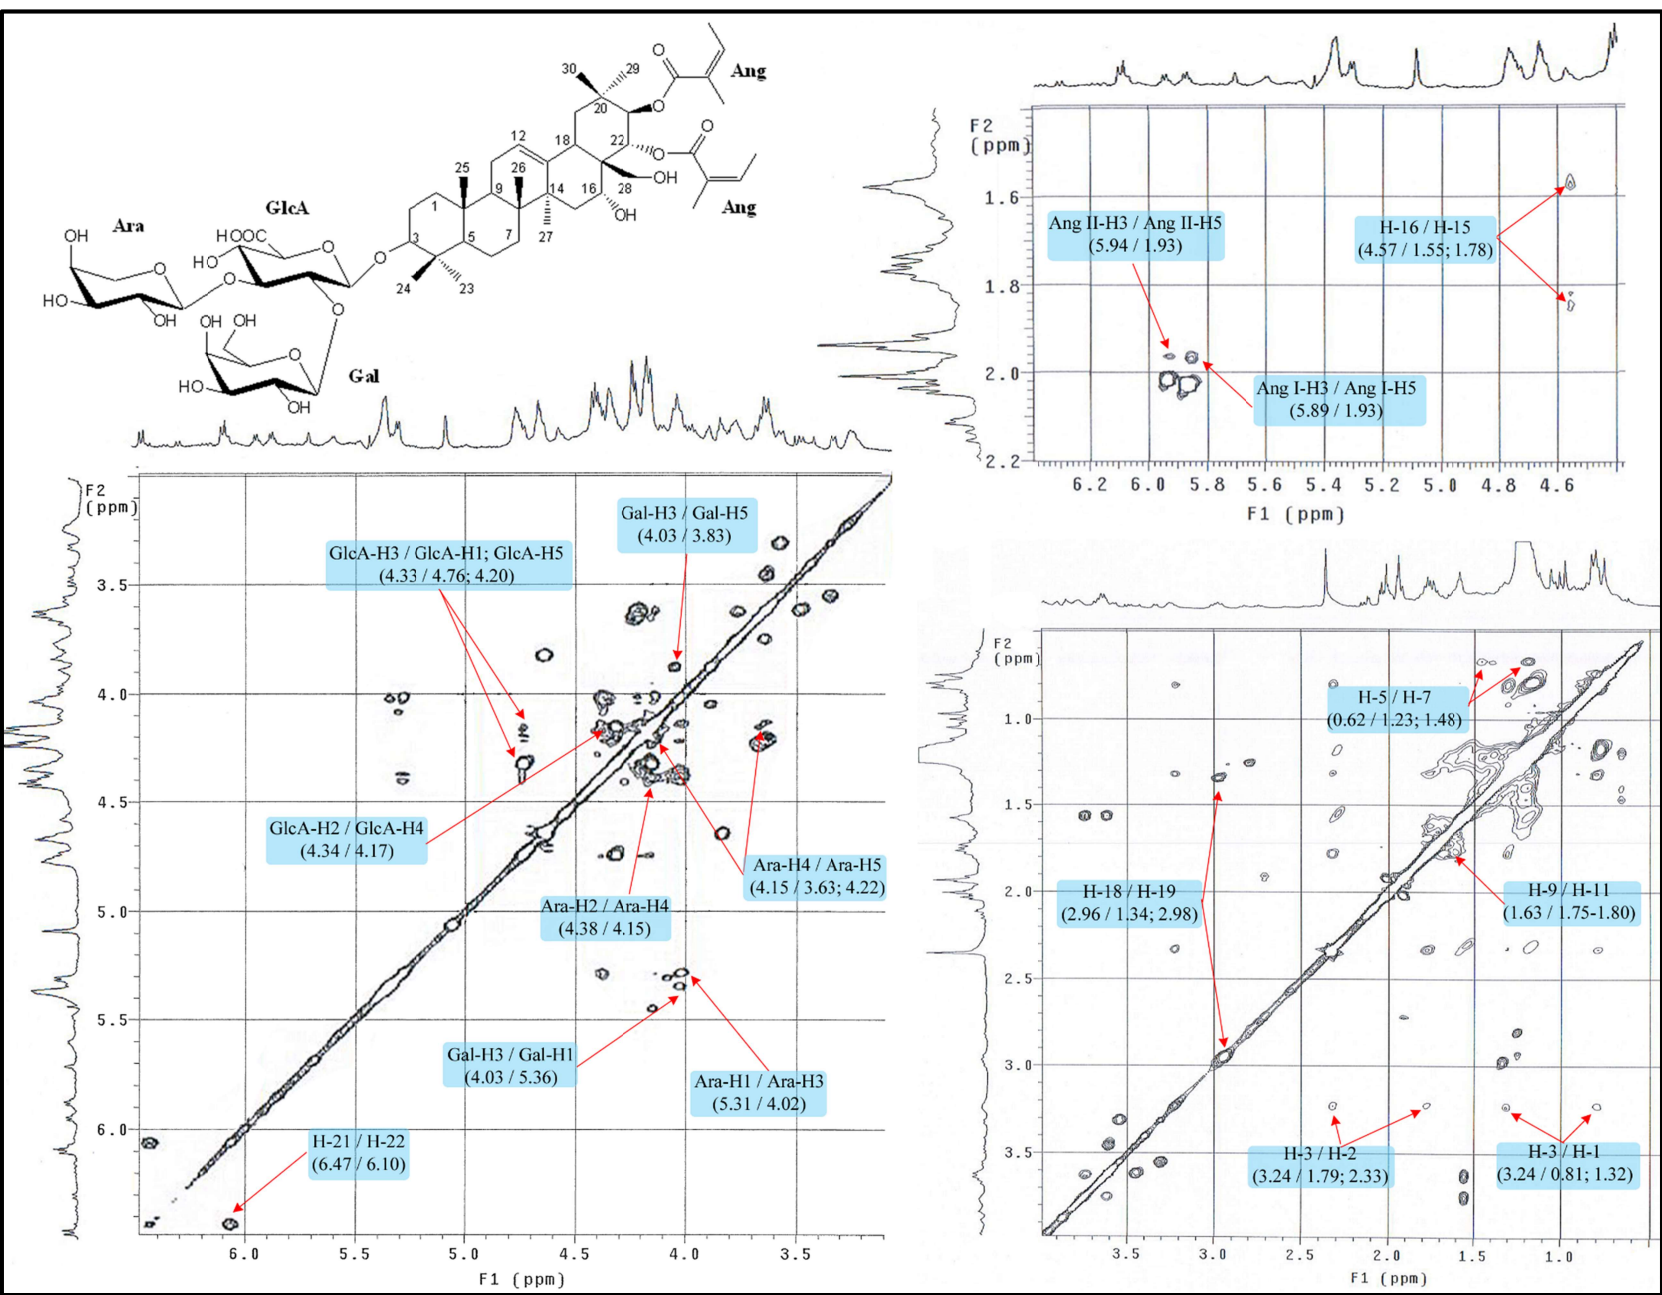 30
29
O
O
Ang
20
12
18
22
O
O
O
25
26
9
14
16
28
OH
OH
Ang
1
27
3
5
7
24
23
GlcA
Ara
OH
HOOC
O
HO
O
O
O
HO
OH
O
OH
OH
O
HO
OH
Gal
F2
(ppm)
1.6
1.8
2.0
2.2
Ang II-H3 / Ang II-H5
(5.94 / 1.93)
H-16 / H-15
(4.57 / 1.55; 1.78)
Ang I-H3 / Ang I-H5
(5.89 / 1.93)
6.2 6.0 5.8 5.6 5.4 5.2 5.0 4.8 4.6
F1 (ppm)
F2
(ppm)
3.5
4.0
4.5
5.0
5.5
6.0
Gal-H3 / Gal-H5
(4.03 / 3.83)
GlcA-H3 / GlcA-H1; GlcA-H5
(4.33 / 4.76; 4.20)
GlcA-H2 / GlcA-H4
(4.34 / 4.17)
Ara-H4 / Ara-H5
(4.15 / 3.63; 4.22)
Ara-H2 / Ara-H4
(4.38 / 4.15)
Gal-H3 / Gal-H1
(4.03 / 5.36)
Ara-H1 / Ara-H3
(5.31 / 4.02)
H-21 / H-22
(6.47 / 6.10)
6.0 5.5 5.0 4.5 4.0 3.5
F1 (ppm)
F2
(ppm)
1.0
1.5
2.0
2.5
3.0
3.5
H-5 / H-7
(0.62 / 1.23; 1.48)
H-18 / H-19
(2.96 / 1.34; 2.98)
H-9 / H-11
(1.63 / 1.75-1.80)
H-3 / H-2
(3.24 / 1.79; 2.33)
H-3 / H-1
(3.24 / 0.81; 1.32)
3.5 3.0 2.5 2.0 1.5 1.0
F1 (ppm)